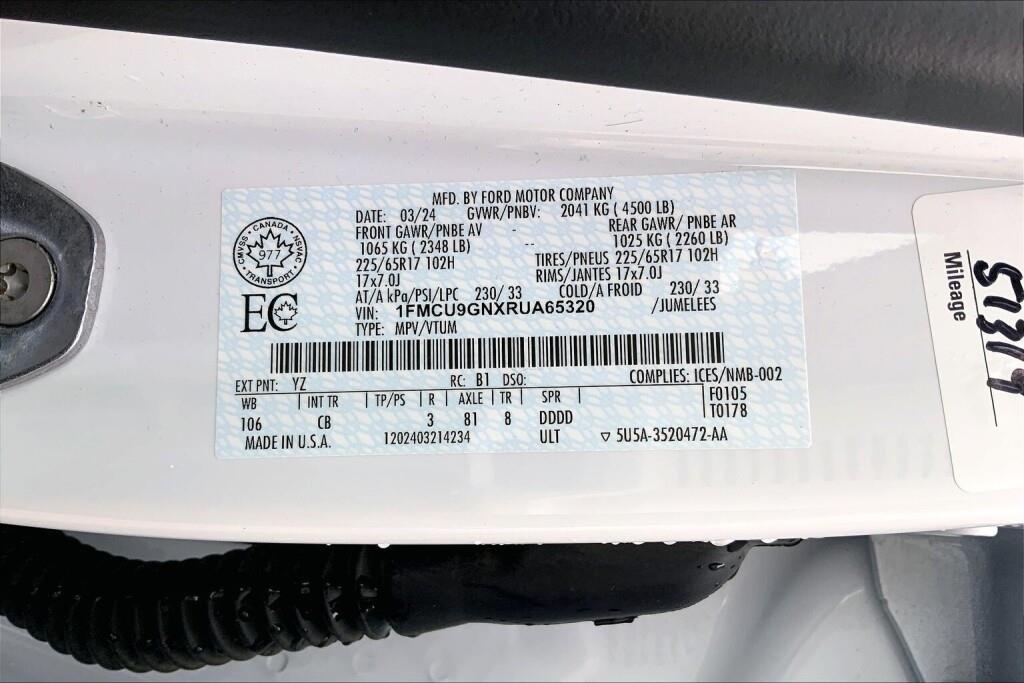 MFD. BY FORD MOTOR COMPANY
DATE: 03/24 GVWR/PNBV: 2041 KG ( 4500 LB)
FRONT GAWR/PNBE AV - REAR GAWR/ PNBE AR
1065 KG ( 2348 LB) -- 1025 KG ( 2260 LB)
225/65R17 102H TIRES/PNEUS 225/65R17 102H
17x7.0J RIMS/JANTES 17x7.0J
AT/A kPa/PSI/LPC 230/ 33 COLD/A FROID 230/ 33
VIN: 1FMCU9GNXRUA65320 /JUMELEES
TYPE: MPV/VTUM
CANADA
CMVSS NSVAC
977
TRANSPORT
EC
EXT PNT: YZ RC: B1 DSO: COMPLIES: ICES/NMB-002
WB INT TR TP/PS R AXLE TR SPR F0105
106 CB 3 81 8 DDDD T0178
MADE IN U.S.A. 1202403214234 ULT ▽ 5U5A-3520472-AA
Mileage